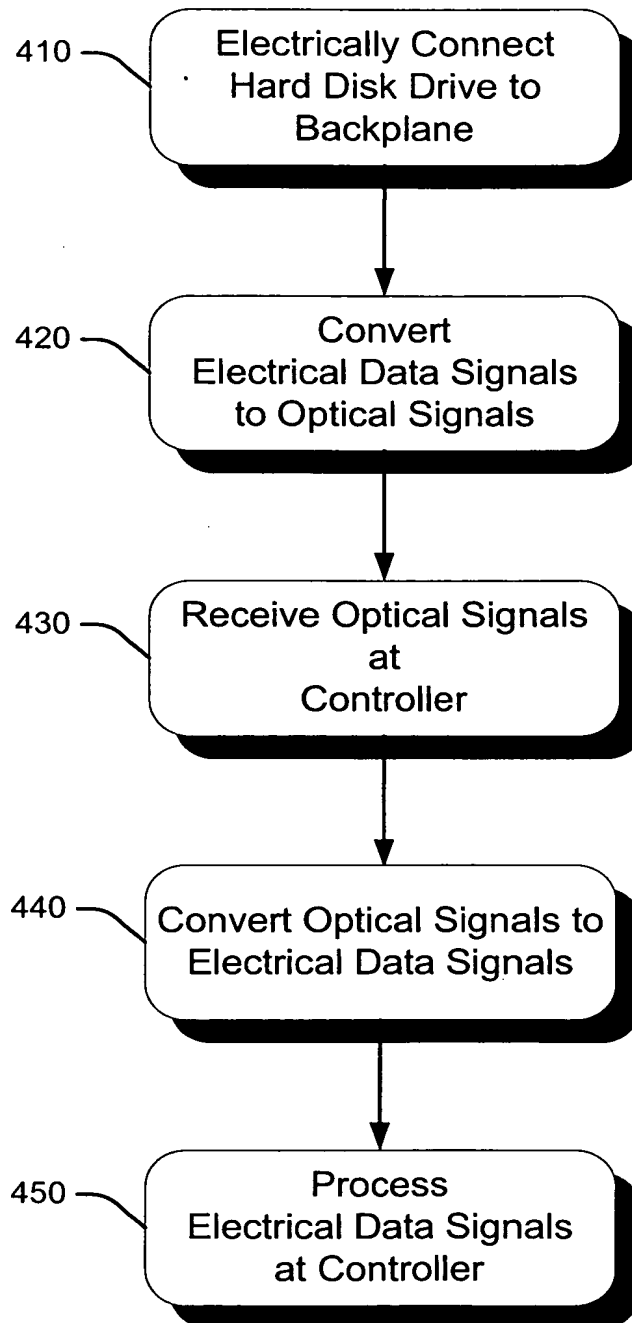 410
Electrically Connect
Hard Disk Drive to
Backplane
420
Convert
Electrical Data Signals
to Optical Signals
430
Receive Optical Signals
at
Controller
440
Convert Optical Signals to
Electrical Data Signals
450
Process
Electrical Data Signals
at Controller